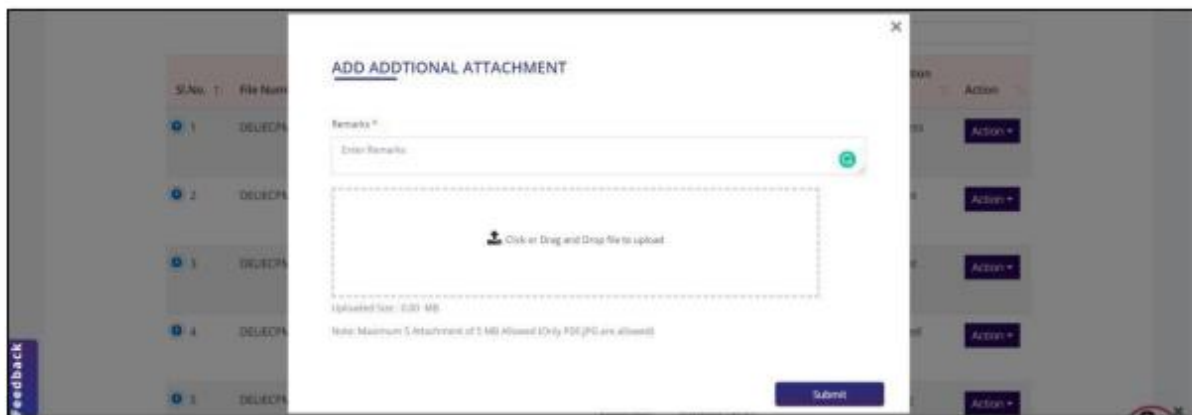 ADD ADDTIONAL ATTACHMENT
×
Sl.No. File Num Action
Remarks *
Enter Remarks
1 Action
2 Action
Click or Drag and Drop file to upload
3 Action
Uploaded Size : 0.00 MB
Note: Maximum 5 Attachment of 5 MB Allowed (Only PDF,JPG are allowed)
4 Action
Feedback
5 Action
Submit